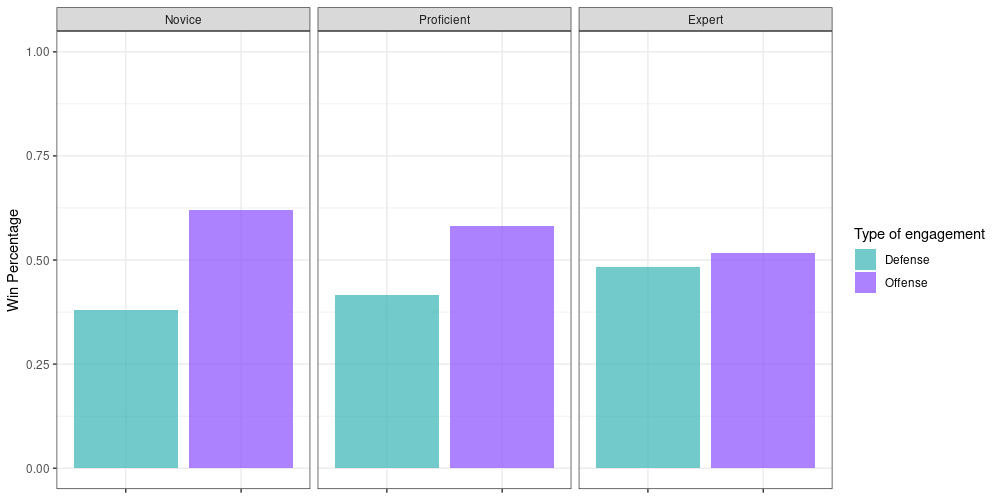 Novice
Proficient
Expert
1.00
0.75
0.50
0.25
0.00
Win Percentage
Type of engagement
Defense
Offense